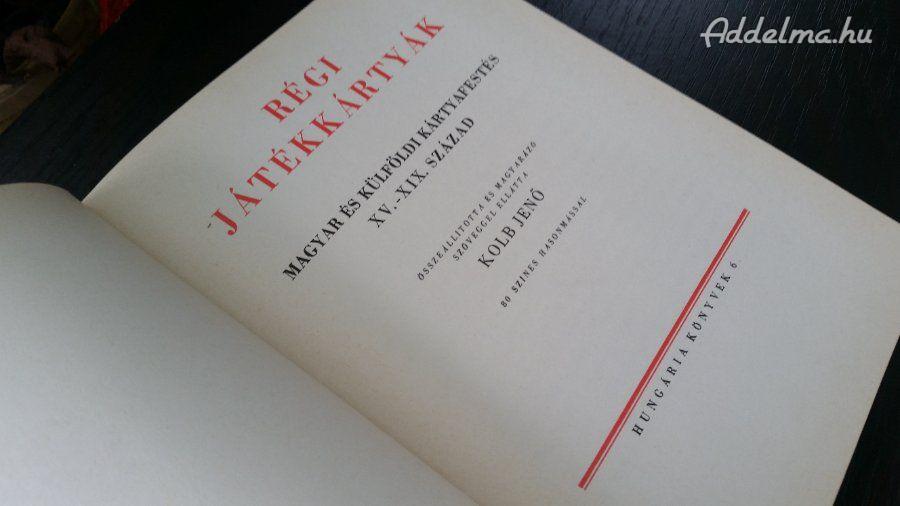 Addelma.hu
RÉGI
JÁTÉKKÁRTYÁK
MAGYAR ÉS KÜLFÖLDI KÁRTYAFESTÉS
XV.-XIX. SZÁZAD
ÖSSZEÁLLITOTTA ÉS MAGYARÁZÓ
SZÖVEGGEL ELLÁTTA
KOLB JENŐ
80 SZINES HASONMÁSSAL
HUNGÁRIA KÖNYVEK 6.